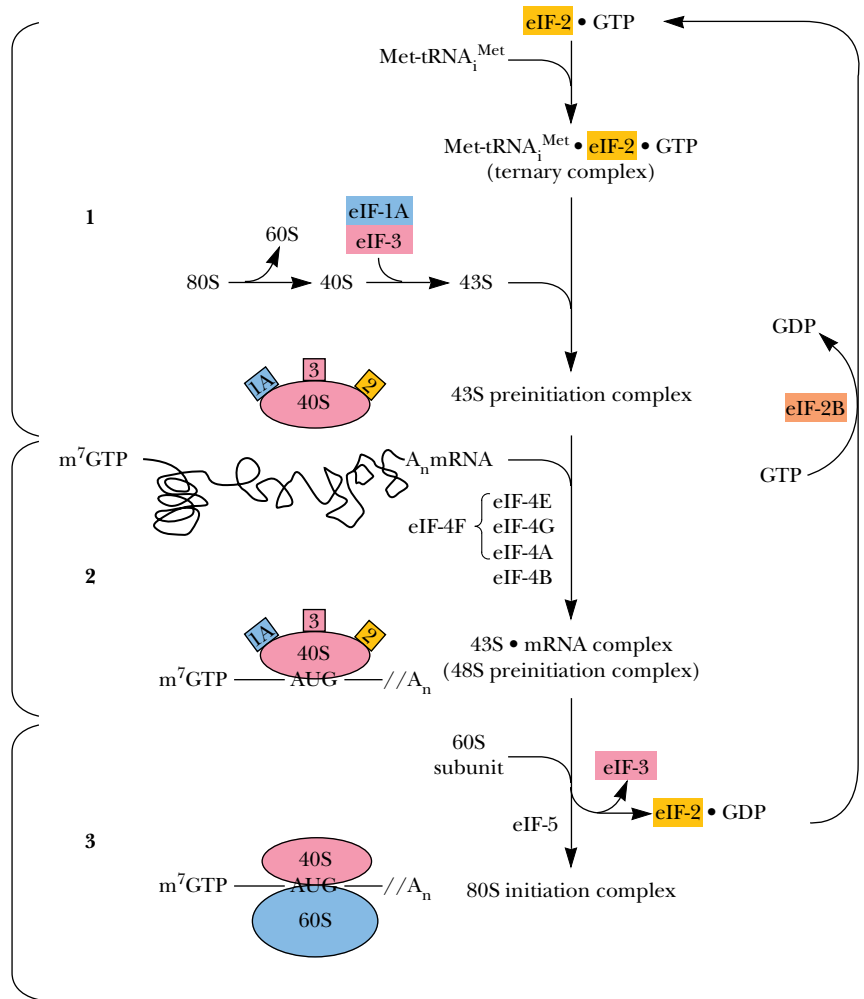 eIF-2 • GTP
Met-tRNAᵢᴹᵉᵗ
Met-tRNAᵢᴹᵉᵗ • eIF-2 • GTP
(ternary complex)
1
eIF-1A
eIF-3
60S
80S
40S
43S
GDP
1A
3
2
40S
43S preinitiation complex
eIF-2B
GTP
m⁷GTP
AₙmRNA
eIF-4F
eIF-4E
eIF-4G
eIF-4A
eIF-4B
2
1A
3
2
40S
m⁷GTP
AUG
//Aₙ
43S • mRNA complex
(48S preinitiation complex)
60S
subunit
eIF-3
eIF-2 • GDP
eIF-5
3
40S
m⁷GTP
AUG
//Aₙ
60S
80S initiation complex